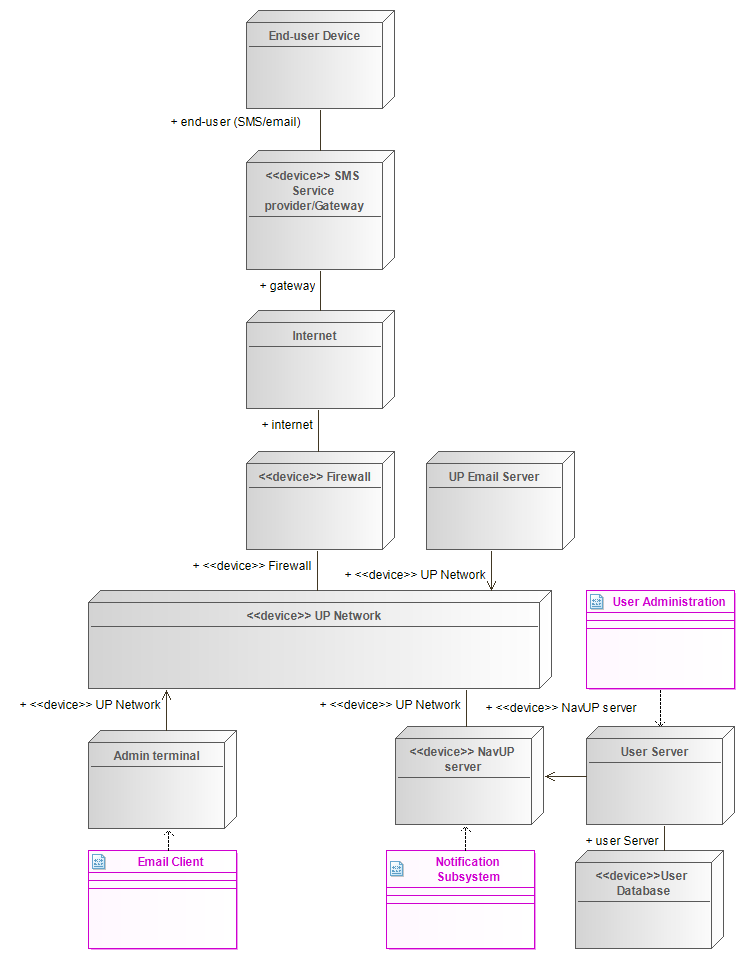 End-user Device
+ end-user (SMS/email)
<<device>> SMS
Service
provider/Gateway
+ gateway
Internet
+ internet
<<device>> Firewall
UP Email Server
+ <<device>> Firewall
+ <<device>> UP Network
<<device>> UP Network
User Administration
+ <<device>> UP Network
+ <<device>> UP Network
+ <<device>> NavUP server
Admin terminal
<<device>> NavUP
server
User Server
+ user Server
Email Client
Notification
Subsystem
<<device>>User
Database